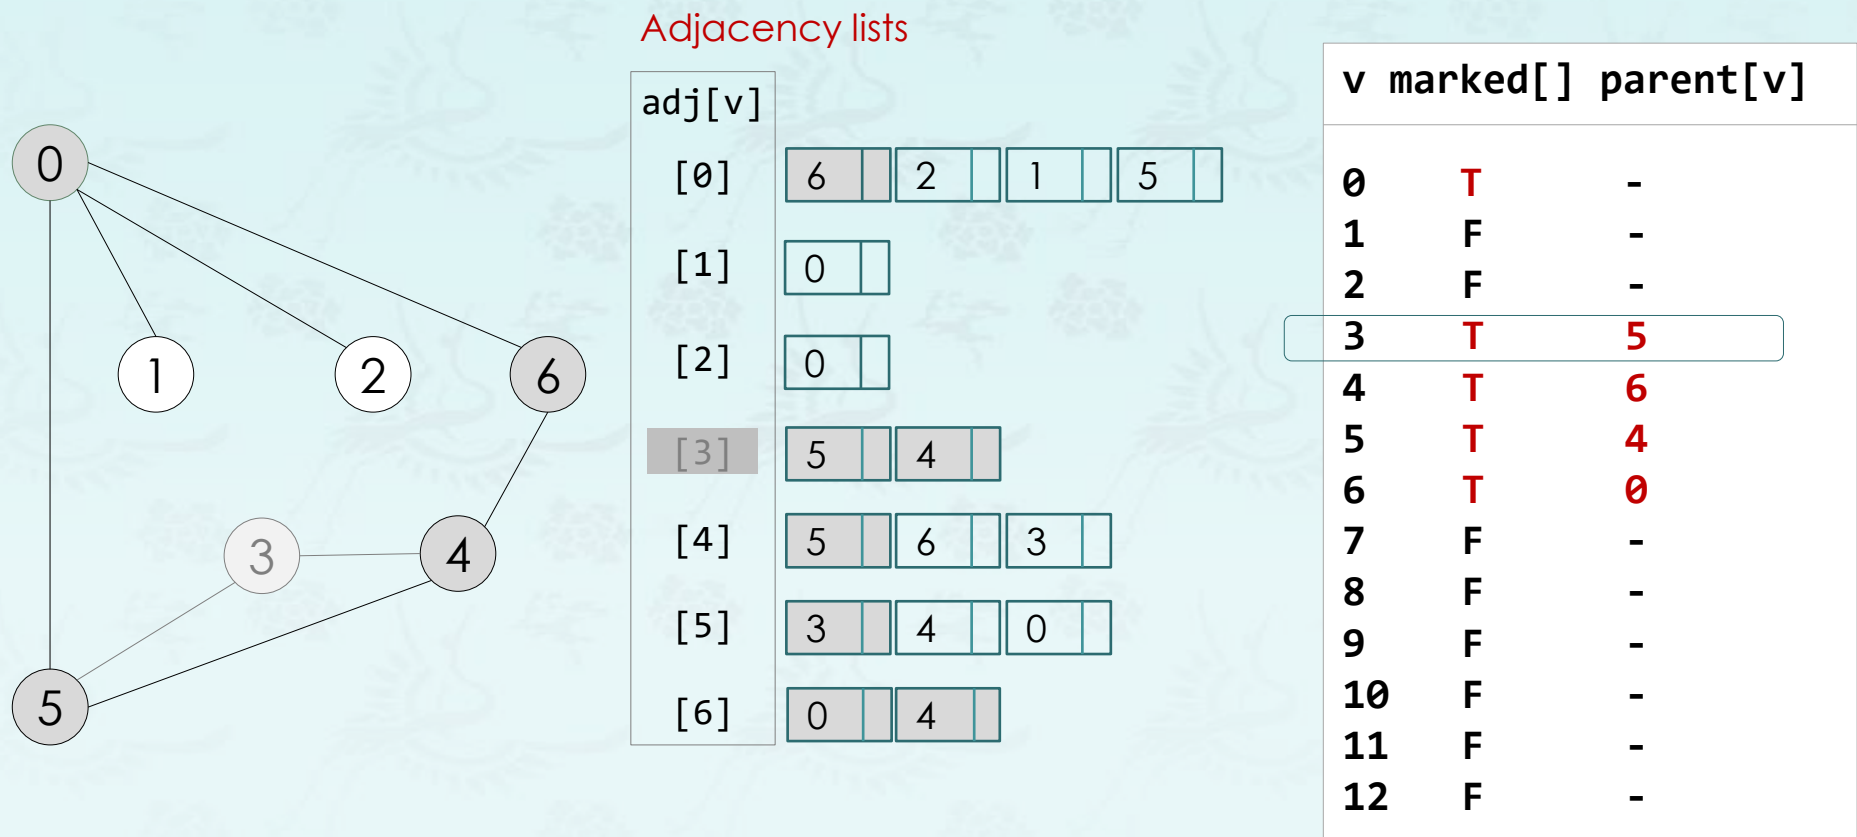 Adjacency lists
adj[v]
[0] 6 2 1 5
[1] 0
[2] 0
[3] 5 4
[4] 5 6 3
[5] 3 4 0
[6] 0 4
0
1 2 6
3 4
5
v marked[] parent[v]
0 T -
1 F -
2 F -
3 T 5
4 T 6
5 T 4
6 T 0
7 F -
8 F -
9 F -
10 F -
11 F -
12 F -